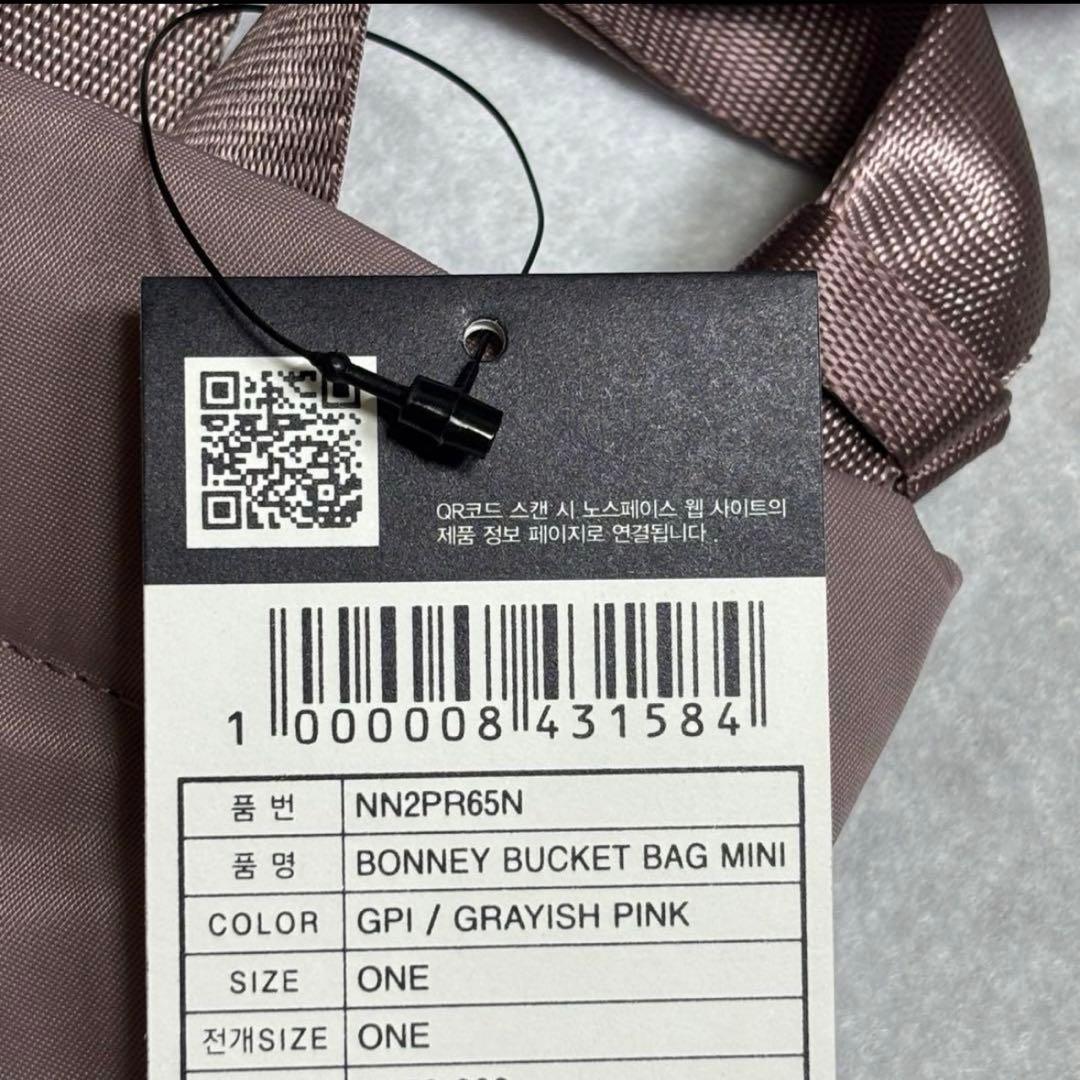 QR코드 스캔 시 노스페이스 웹 사이트의
제품 정보 페이지로 연결됩니다.
1 000008 431584
품 번 NN2PR65N
품 명 BONNEY BUCKET BAG MINI
COLOR GPI / GRAYISH PINK
SIZE ONE
전개SIZE ONE